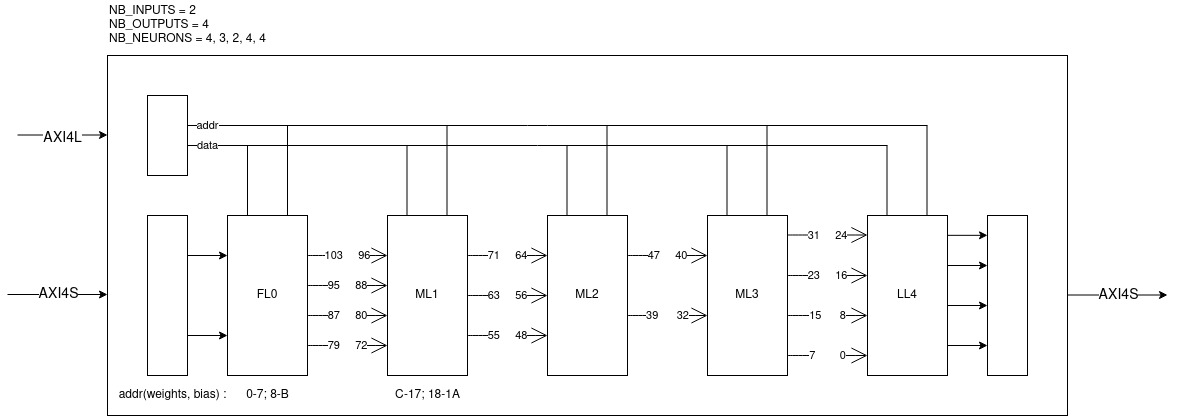 NB_INPUTS = 2
NB_OUTPUTS = 4
NB_NEURONS = 4, 3, 2, 4, 4
addr
AXI4L
data
31 24
103 96 71 64 47 40
23 16
95 88
AXI4S FL0 ML1 63 56 ML2 ML3 LL4 AXI4S
87 80 39 32 15 8
55 48
79 72 7 0
addr(weights, bias) : 0-7; 8-B C-17; 18-1A